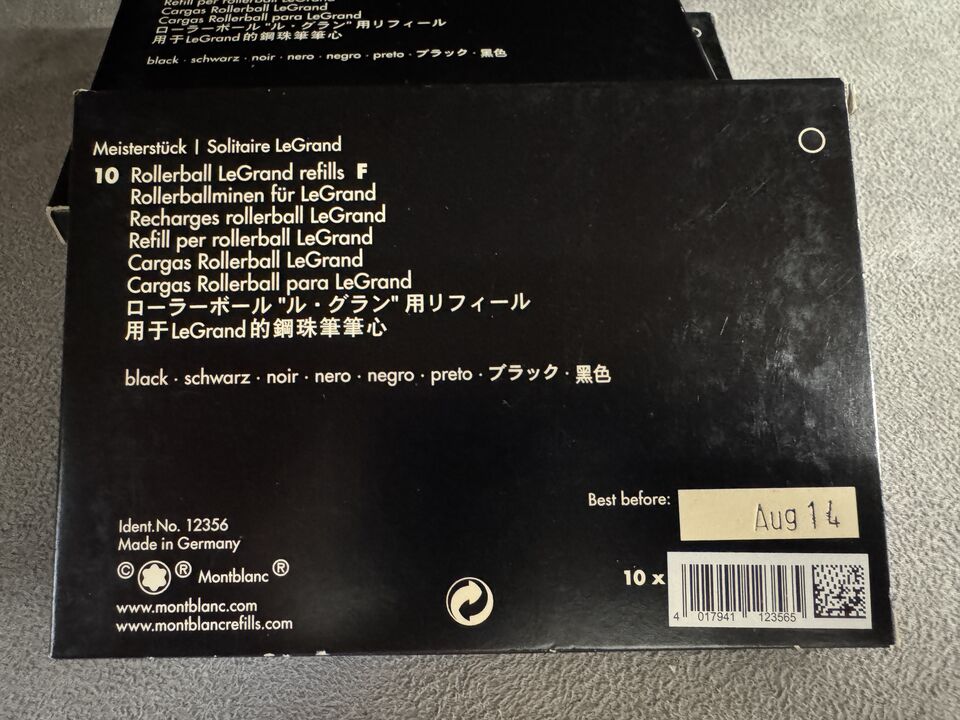 Refill per rollerball LeGrand
Cargas Rollerball LeGrand
Cargas Rollerball para LeGrand
ローラーボール "ル・グラン" 用リフィール
用于LeGrand的鋼珠筆筆心
black · schwarz · noir · nero · negro · preto · ブラック · 黒色
Meisterstück | Solitaire LeGrand
10 Rollerball LeGrand refills F
Rollerballminen für LeGrand
Recharges rollerball LeGrand
Refill per rollerball LeGrand
Cargas Rollerball LeGrand
Cargas Rollerball para LeGrand
ローラーボール "ル・グラン" 用リフィール
用于LeGrand的鋼珠筆筆心
black · schwarz · noir · nero · negro · preto · ブラック · 黒色
Best before: Aug 14
Ident.No. 12356
Made in Germany
© ® Montblanc ®
10 x
4 017941 123565
www.montblanc.com
www.montblancrefills.com